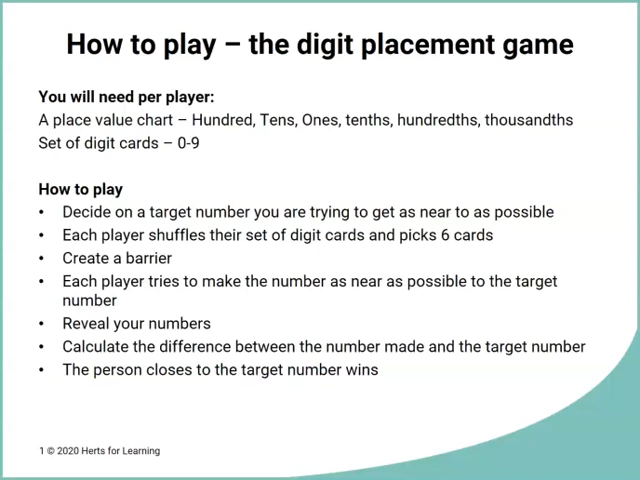 How to play – the digit placement game
You will need per player:
A place value chart – Hundred, Tens, Ones, tenths, hundredths, thousandths
Set of digit cards – 0-9
How to play
• Decide on a target number you are trying to get as near to as possible
• Each player shuffles their set of digit cards and picks 6 cards
• Create a barrier
• Each player tries to make the number as near as possible to the target
number
• Reveal your numbers
• Calculate the difference between the number made and the target number
• The person closes to the target number wins
1 © 2020 Herts for Learning